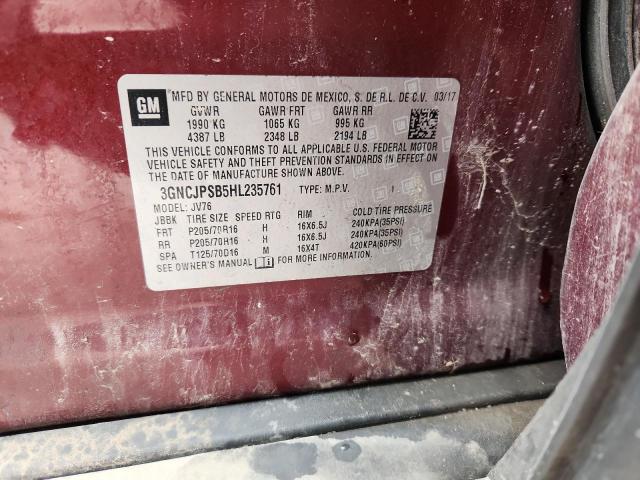 GM
MFD BY GENERAL MOTORS DE MEXICO, S. DE R.L. DE C.V. 03/17
GVWR GAWR FRT GAWR RR
1990 KG 1065 KG 995 KG
4387 LB 2348 LB 2194 LB
THIS VEHICLE CONFORMS TO ALL APPLICABLE U.S. FEDERAL MOTOR
VEHICLE SAFETY AND THEFT PREVENTION STANDARDS IN EFFECT ON THE
DATE OF MANUFACTURE SHOWN ABOVE.
3GNCJPSB5HL235761 TYPE: M.P.V.
MODEL: JV76
JBBK TIRE SIZE SPEED RTG RIM COLD TIRE PRESSURE
FRT P205/70R16 H 16X6.5J 240KPA(35PSI)
RR P205/70R16 H 16X6.5J 240KPA(35PSI)
SPA T125/70D16 M 16X4T 420KPA(60PSI)
SEE OWNER'S MANUAL FOR MORE INFORMATION.